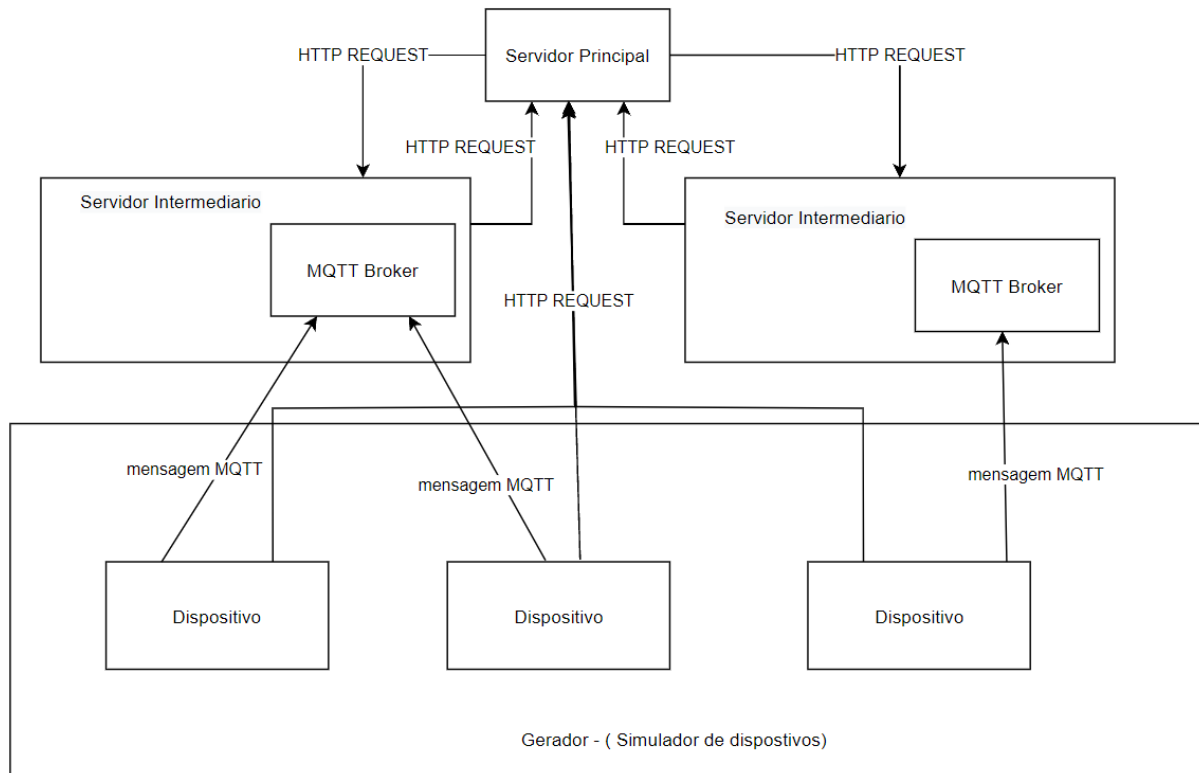 Servidor Principal
HTTP REQUEST
HTTP REQUEST
HTTP REQUEST
HTTP REQUEST
Servidor Intermediario
MQTT Broker
Servidor Intermediario
MQTT Broker
HTTP REQUEST
mensagem MQTT
mensagem MQTT
mensagem MQTT
Dispositivo
Dispositivo
Dispositivo
Gerador - ( Simulador de dispostivos)